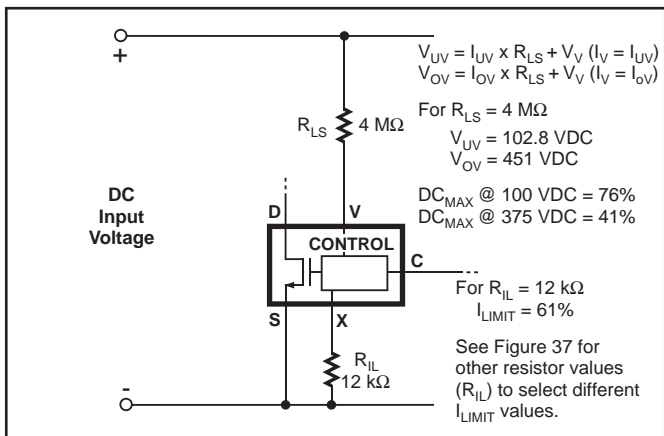 +
V_UV = I_UV x R_LS + V_V (I_V = I_UV)
V_OV = I_OV x R_LS + V_V (I_V = I_oV)
For R_LS = 4 MΩ
V_UV = 102.8 VDC
V_OV = 451 VDC
DC_MAX @ 100 VDC = 76%
DC_MAX @ 375 VDC = 41%
R_LS
4 MΩ
DC
Input
Voltage
D
V
CONTROL
C
S
X
For R_IL = 12 kΩ
I_LIMIT = 61%
R_IL
12 kΩ
See Figure 37 for
other resistor values
(R_IL) to select different
I_LIMIT values.
-